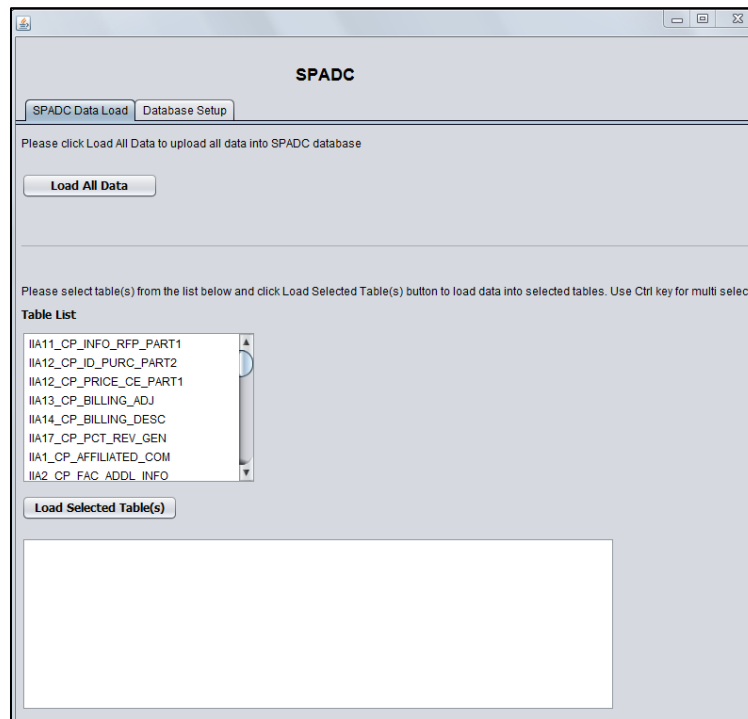 SPADC
SPADC Data Load Database Setup
Please click Load All Data to upload all data into SPADC database
Load All Data
Please select table(s) from the list below and click Load Selected Table(s) button to load data into selected tables. Use Ctrl key for multi selec
Table List
IIA11_CP_INFO_RFP_PART1
IIA12_CP_ID_PURC_PART2
IIA12_CP_PRICE_CE_PART1
IIA13_CP_BILLING_ADJ
IIA14_CP_BILLING_DESC
IIA17_CP_PCT_REV_GEN
IIA1_CP_AFFILIATED_COM
IIA2_CP_FAC_ADDL_INFO
Load Selected Table(s)